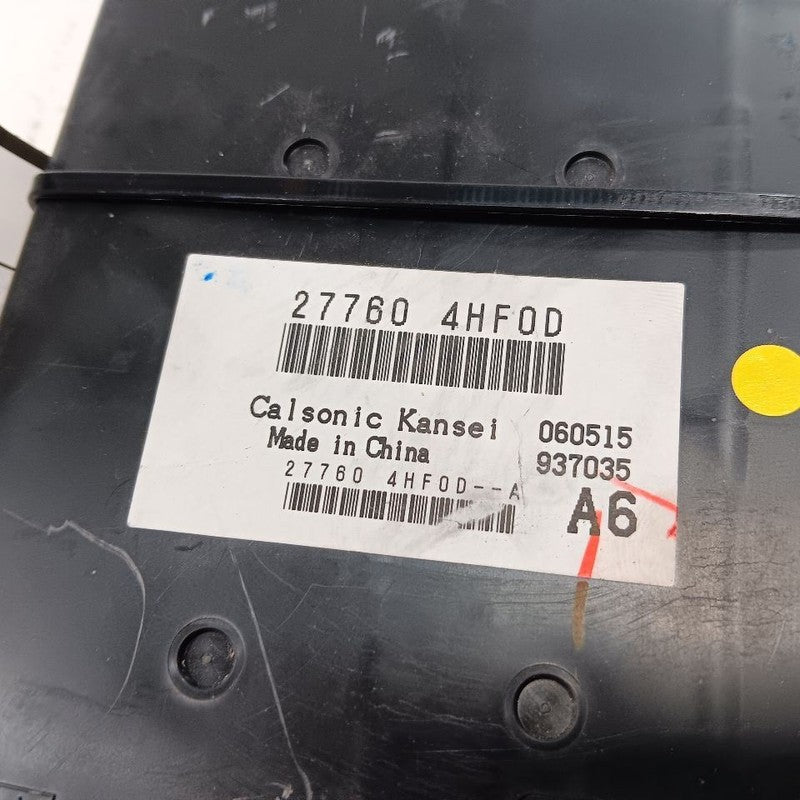 27760 4HF0D
Calsonic Kansei 060515
Made in China 937035
27760 4HF0D--A
A6